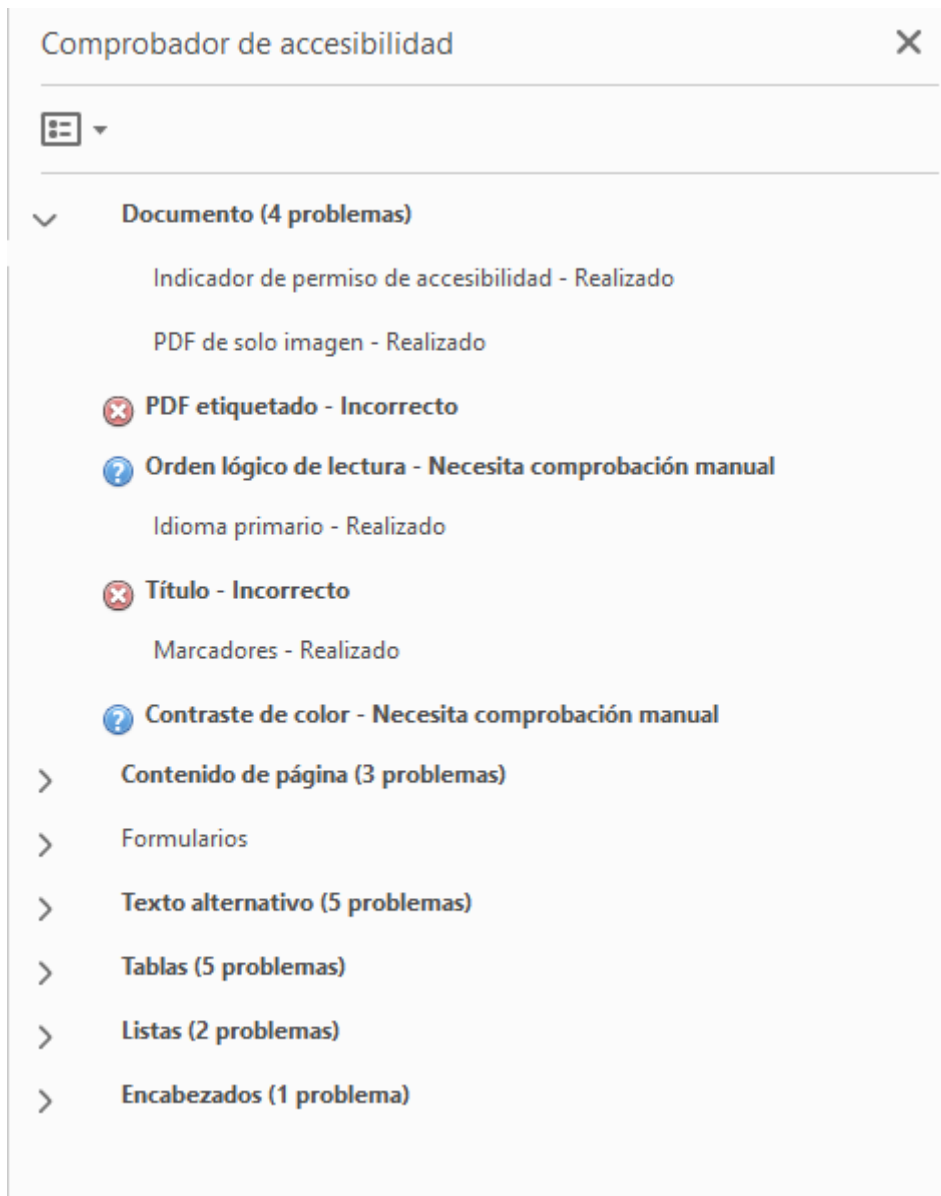 Comprobador de accesibilidad
Documento (4 problemas)
Indicador de permiso de accesibilidad - Realizado
PDF de solo imagen - Realizado
PDF etiquetado - Incorrecto
Orden lógico de lectura - Necesita comprobación manual
Idioma primario - Realizado
Título - Incorrecto
Marcadores - Realizado
Contraste de color - Necesita comprobación manual
Contenido de página (3 problemas)
Formularios
Texto alternativo (5 problemas)
Tablas (5 problemas)
Listas (2 problemas)
Encabezados (1 problema)